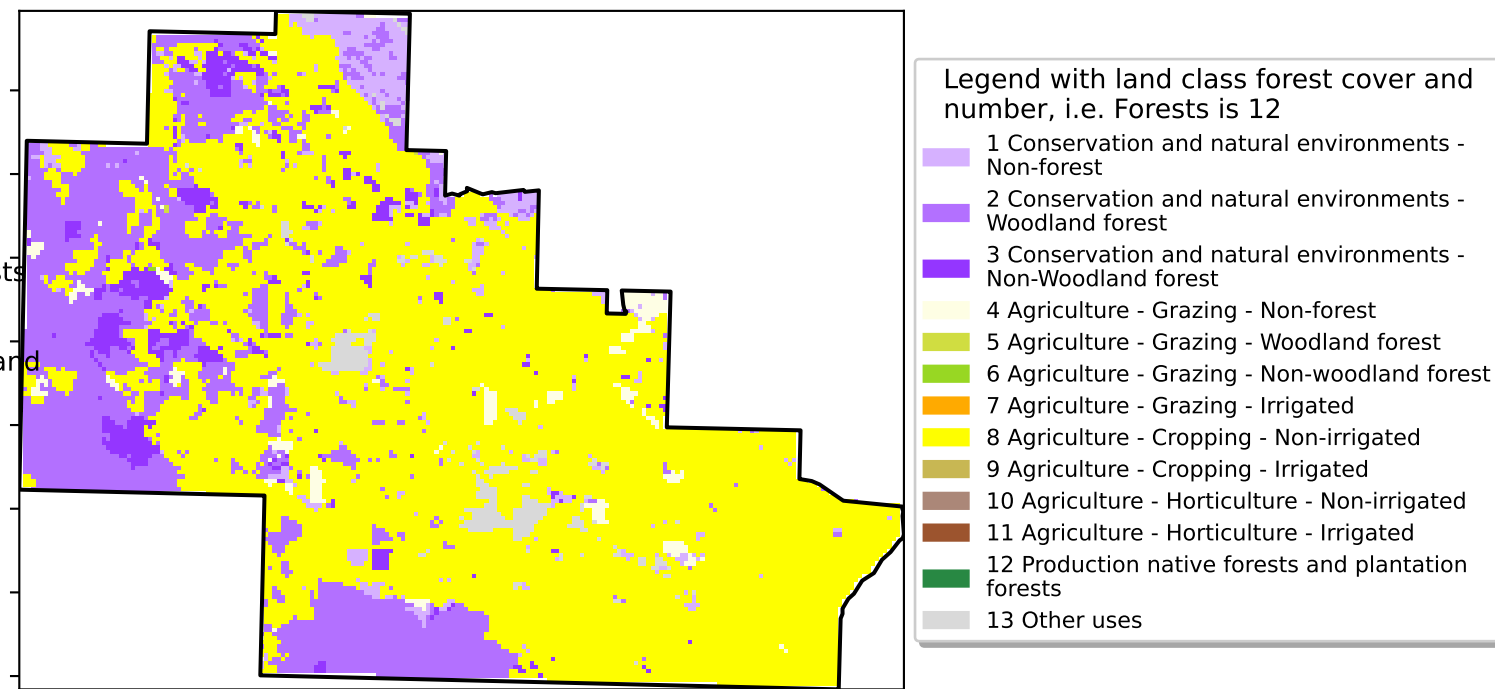 Legend with land class forest cover and
number, i.e. Forests is 12
1 Conservation and natural environments -
Non-forest
2 Conservation and natural environments -
Woodland forest
3 Conservation and natural environments -
Non-Woodland forest
4 Agriculture - Grazing - Non-forest
5 Agriculture - Grazing - Woodland forest
6 Agriculture - Grazing - Non-woodland forest
7 Agriculture - Grazing - Irrigated
8 Agriculture - Cropping - Non-irrigated
9 Agriculture - Cropping - Irrigated
10 Agriculture - Horticulture - Non-irrigated
11 Agriculture - Horticulture - Irrigated
12 Production native forests and plantation
forests
13 Other uses